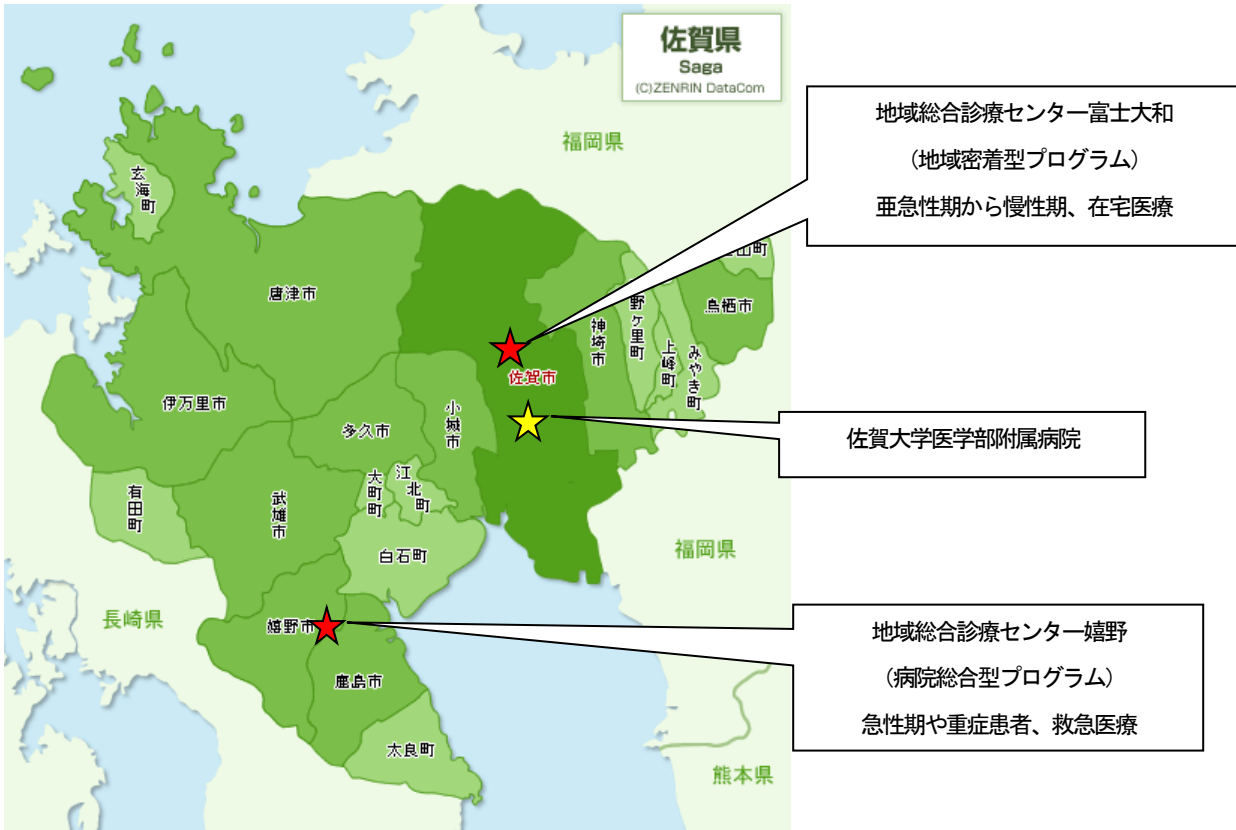 佐賀県
Saga
(C)ZENRIN DataCom
地域総合診療センター富士大和
（地域密着型プログラム）
亜急性期から慢性期、在宅医療
福岡県
玄海町
唐津市
神埼市
野ヶ里町
上峰町
みやき町
山町
鳥栖市
佐賀市
伊万里市
多久市
小城市
佐賀大学医学部附属病院
有田町
武雄市
大町町
江北町
白石町
福岡県
長崎県
嬉野市
鹿島市
太良町
地域総合診療センター嬉野
（病院総合型プログラム）
急性期や重症患者、救急医療
熊本県